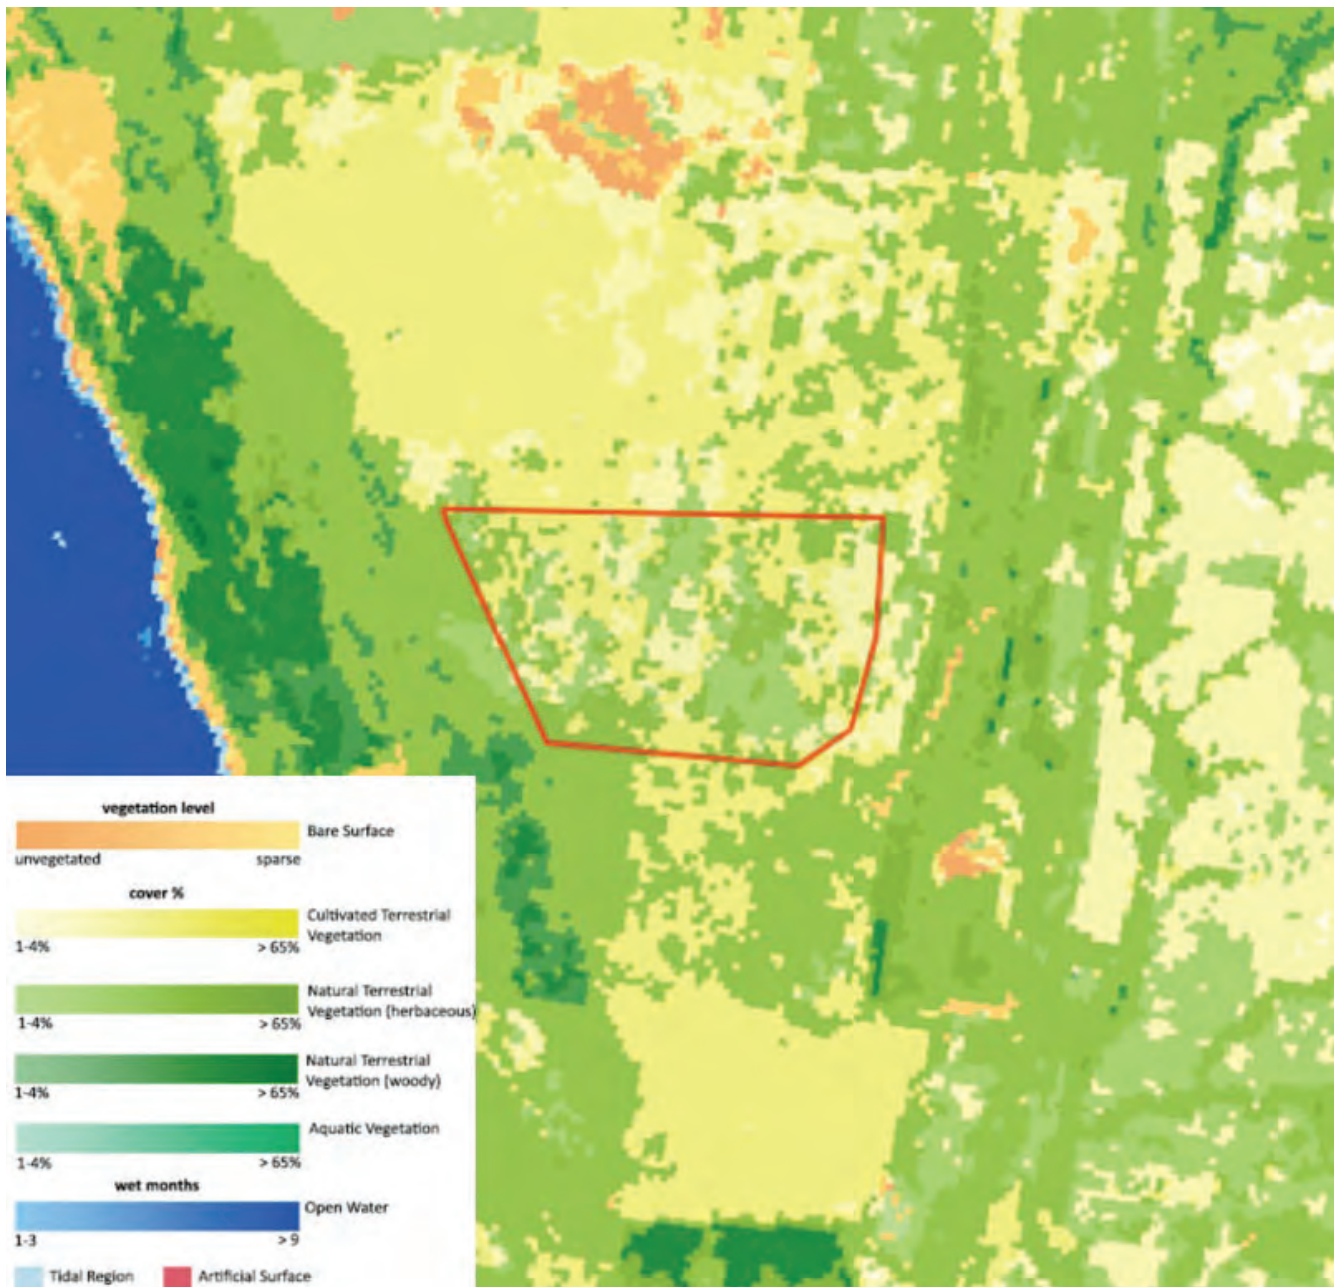 vegetation level
Bare Surface
unvegetated sparse
cover %
Cultivated Terrestrial
Vegetation
1-4% > 65%
Natural Terrestrial
Vegetation (herbaceous)
1-4% > 65%
Natural Terrestrial
Vegetation (woody)
1-4% > 65%
Aquatic Vegetation
1-4% > 65%
wet months
Open Water
1-3 > 9
Tidal Region Artificial Surface